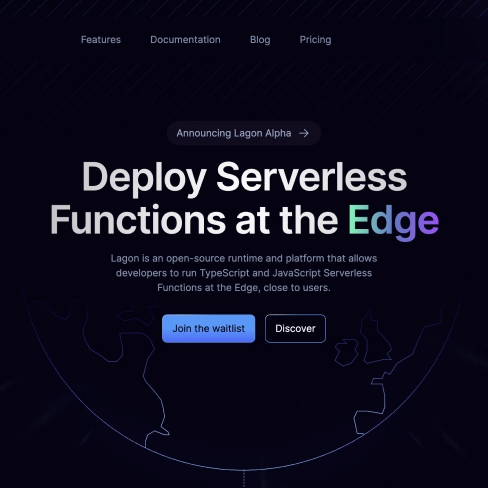 Features Documentation Blog Pricing
Announcing Lagon Alpha →
Deploy Serverless
Functions at the Edge
Lagon is an open-source runtime and platform that allows
developers to run TypeScript and JavaScript Serverless
Functions at the Edge, close to users.
Join the waitlist Discover